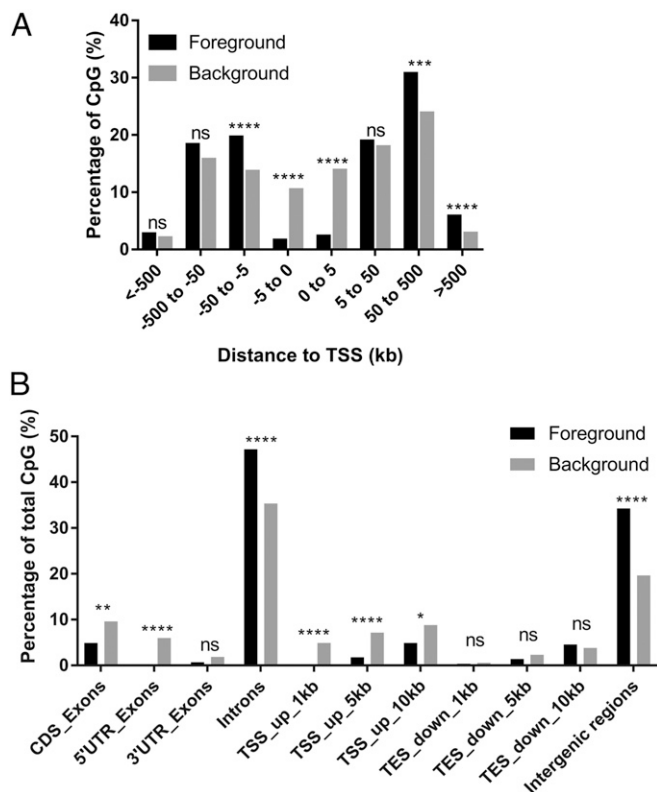 A
Percentage of CpG (%)
40
30
20
10
0
Foreground
Background
ns
ns
****
****
****
ns
***
****
<-500
-500 to -50
-50 to -5
-5 to 0
0 to 5
5 to 50
50 to 500
>500
Distance to TSS (kb)
B
Percentage of total CpG (%)
50
40
30
20
10
0
Foreground
Background
**
****
ns
****
****
****
*
ns
ns
ns
****
CDS_Exons
5'UTR_Exons
3'UTR_Exons
Introns
TSS_up_1kb
TSS_up_5kb
TSS_up_10kb
TES_down_1kb
TES_down_5kb
TES_down_10kb
Intergenic regions